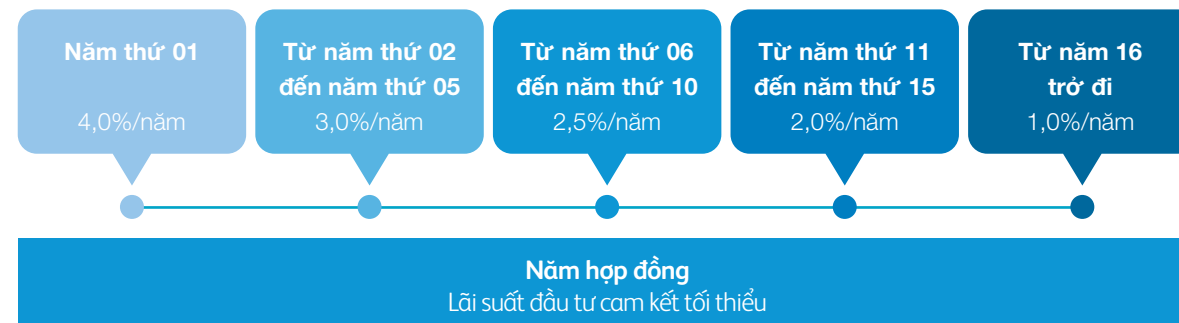 Năm thứ 01
4,0%/năm
Từ năm thứ 02
đến năm thứ 05
3,0%/năm
Từ năm thứ 06
đến năm thứ 10
2,5%/năm
Từ năm thứ 11
đến năm thứ 15
2,0%/năm
Từ năm 16
trở đi
1,0%/năm
Năm hợp đồng
Lãi suất đầu tư cam kết tối thiểu